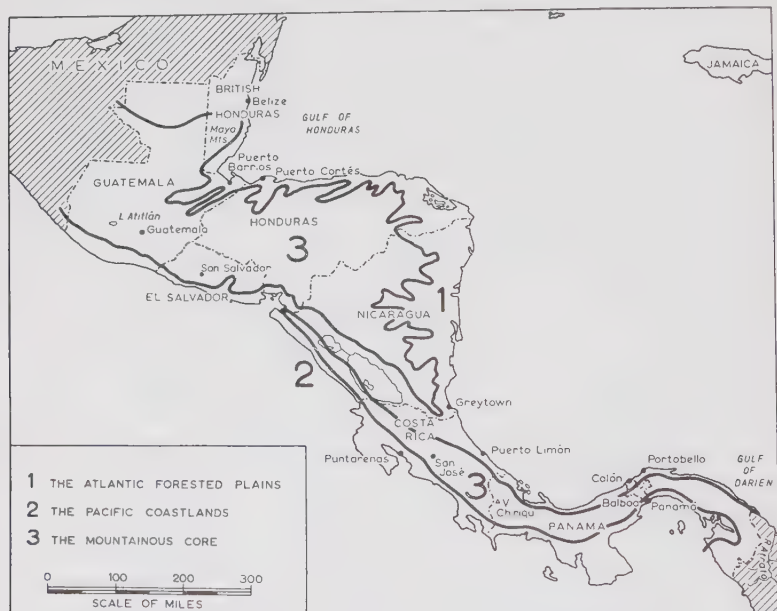 MEXICO
JAMAICA
BRITISH
HONDURAS
Belize
GULF OF
HONDURAS
Maya
Mts.
Puerto
Barrios
Puerto Cortés
GUATEMALA
L. Atitlán
Guatemala
HONDURAS
3
San Salvador
EL SALVADOR
NICARAGUA
1
2
Greytown
COSTA
RICA
Puerto Limón
Puntarenas
San
José
3
V.
Chiriqui
PANAMA
Colón
Portobello
Balboa
Panama
GULF
OF
DARIEN
1 THE ATLANTIC FORESTED PLAINS
2 THE PACIFIC COASTLANDS
3 THE MOUNTAINOUS CORE
0 100 200 300
SCALE OF MILES